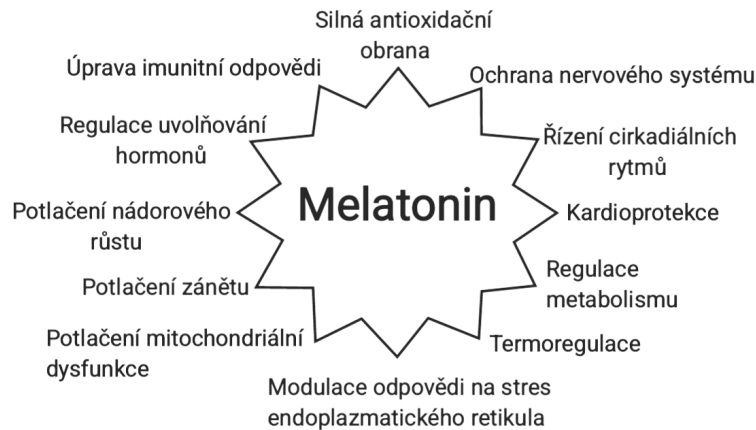 Silná antioxidační
obrana
Úprava imunitní odpovědi
Ochrana nervového systému
Regulace uvolňování
hormonů
Řízení cirkadiálních
rytmů
Melatonin
Potlačení nádorového
růstu
Kardioprotekce
Potlačení zánětu
Regulace
metabolismu
Potlačení mitochondriální
dysfunkce
Termoregulace
Modulace odpovědi na stres
endoplazmatického retikula